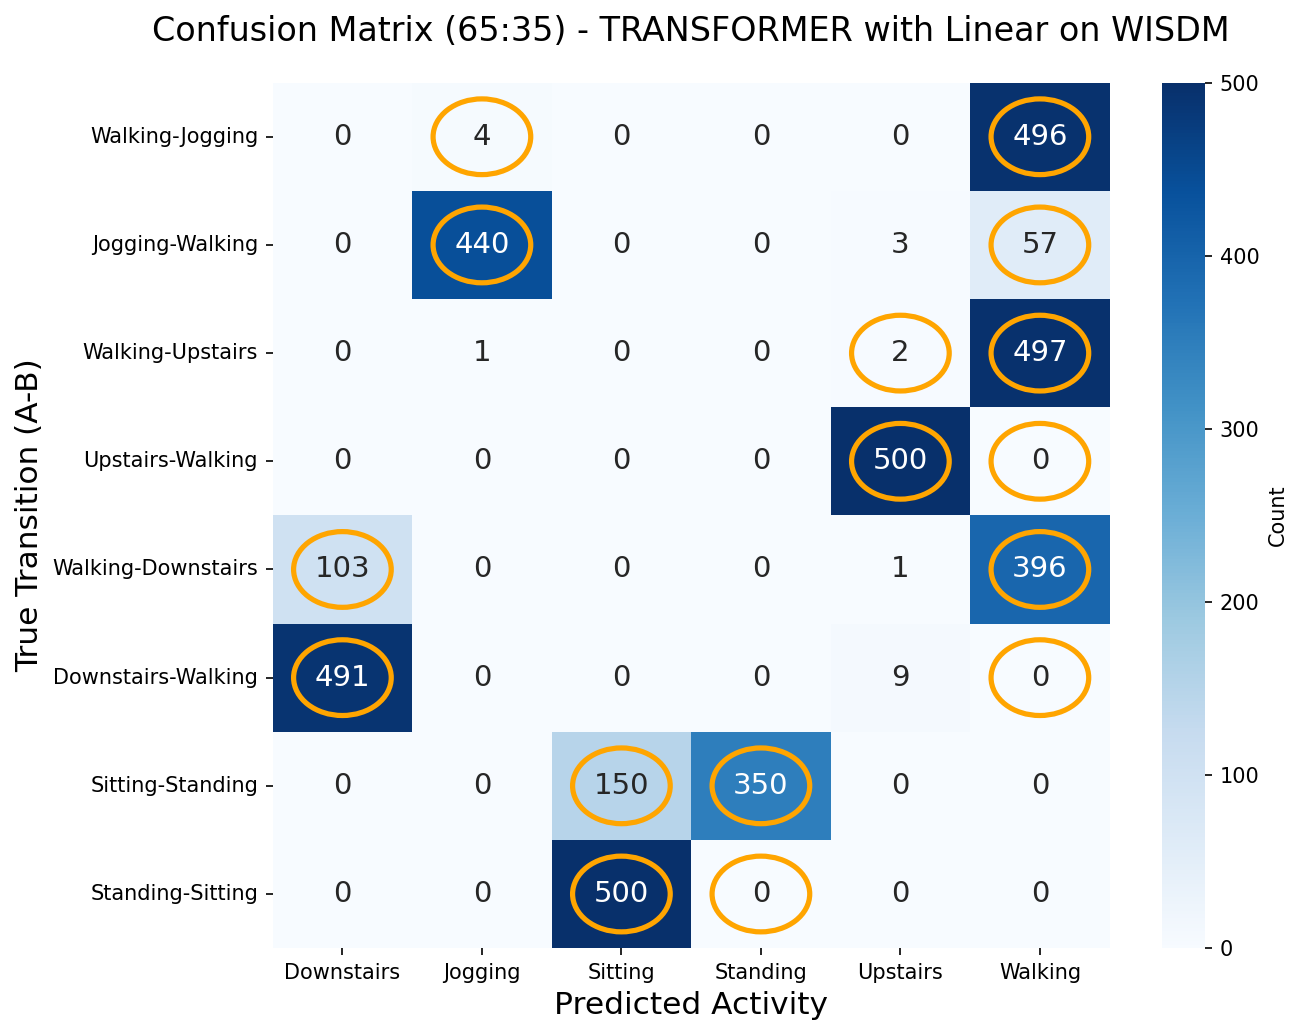 Confusion Matrix (65:35) - TRANSFORMER with Linear on WISDM
True Transition (A-B)
Walking-Jogging 0 4 0 0 0 496
Jogging-Walking 0 440 0 0 3 57
Walking-Upstairs 0 1 0 0 2 497
Upstairs-Walking 0 0 0 0 500 0
Walking-Downstairs 103 0 0 0 1 396
Downstairs-Walking 491 0 0 0 9 0
Sitting-Standing 0 0 150 350 0 0
Standing-Sitting 0 0 500 0 0 0
Downstairs Jogging Sitting Standing Upstairs Walking
Predicted Activity
500
400
300
200
100
0
Count